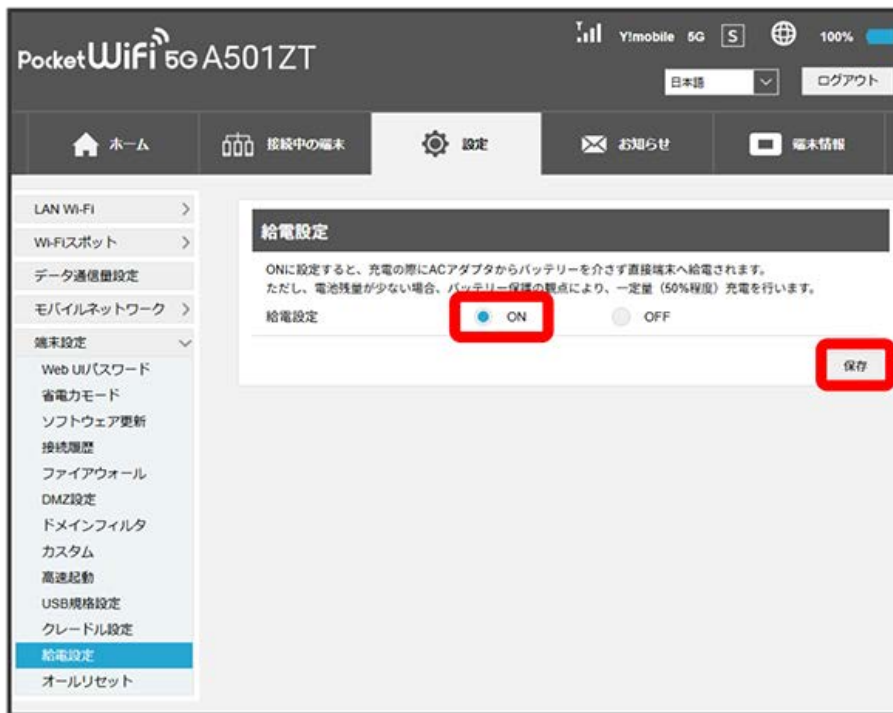 Y!mobile 5G S 100%
PocketWiFi 5G A501ZT
日本語 ログアウト
ホーム 接続中の端末 設定 お知らせ 端末情報
LAN Wi-Fi
Wi-Fiスポット
データ通信量設定
モバイルネットワーク
端末設定
Web UIパスワード
省電力モード
ソフトウェア更新
接続履歴
ファイアウォール
DMZ設定
ドメインフィルタ
カスタム
高速起動
USB規格設定
クレードル設定
給電設定
オールリセット
給電設定
ONに設定すると、充電の際にACアダプタからバッテリーを介さず直接端末へ給電されます。
ただし、電池残量が少ない場合、バッテリー保護の観点により、一定量（50%程度）充電を行います。
給電設定 ON OFF
保存